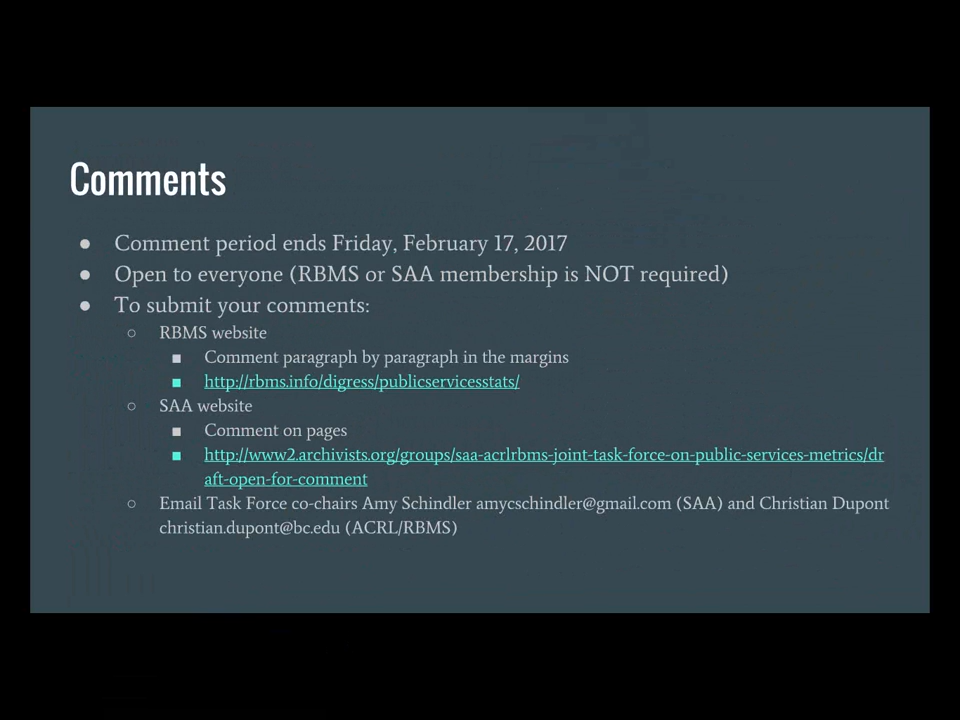 Comments
● Comment period ends Friday, February 17, 2017
● Open to everyone (RBMS or SAA membership is NOT required)
● To submit your comments:
○ RBMS website
■ Comment paragraph by paragraph in the margins
■ http://rbms.info/digress/publicservicesstats/
○ SAA website
■ Comment on pages
■ http://www2.archivists.org/groups/saa-acrlrbms-joint-task-force-on-public-services-metrics/dr
aft-open-for-comment
○ Email Task Force co-chairs Amy Schindler amycschindler@gmail.com (SAA) and Christian Dupont
christian.dupont@bc.edu (ACRL/RBMS)